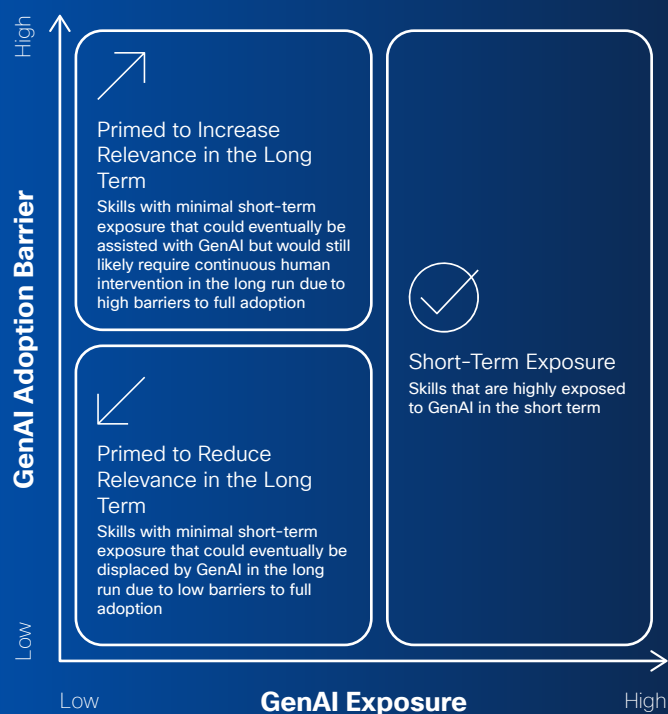 High
GenAI Adoption Barrier
Low
Primed to Increase
Relevance in the Long
Term
Skills with minimal short-term
exposure that could eventually be
assisted with GenAI but would still
likely require continuous human
intervention in the long run due to
high barriers to full adoption
Primed to Reduce
Relevance in the Long
Term
Skills with minimal short-term
exposure that could eventually be
displaced by GenAI in the long
run due to low barriers to full
adoption
Short-Term Exposure
Skills that are highly exposed
to GenAI in the short term
Low
GenAI Exposure
High